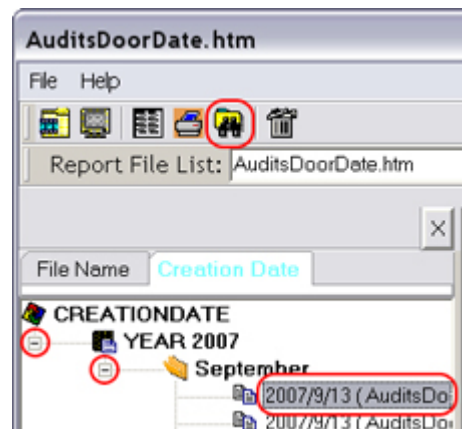 AuditsDoorDate.htm
File Help
Report File List: AuditsDoorDate.htm
File Name Creation Date
CREATIONDATE
YEAR 2007
September
2007/9/13 ( AuditsDo
2007/9/13 ( AuditsDo